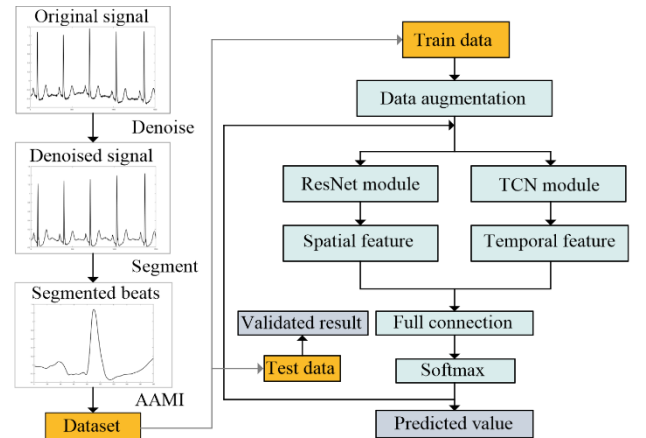 Original signal
Denoise
Denoised signal
Segment
Segmented beats
AAMI
Dataset
Train data
Data augmentation
ResNet module
TCN module
Spatial feature
Temporal feature
Validated result
Full connection
Test data
Softmax
Predicted value